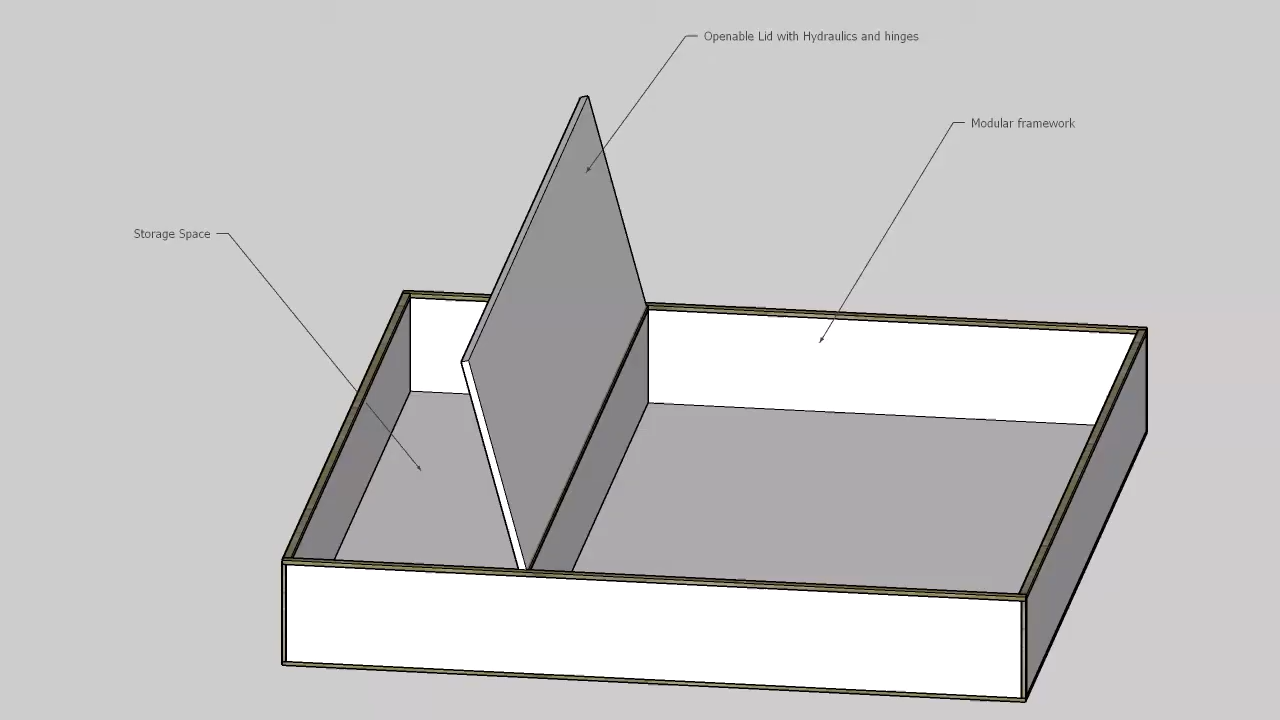 Openable Lid with Hydraulics and hinges
Modular framework
Storage Space